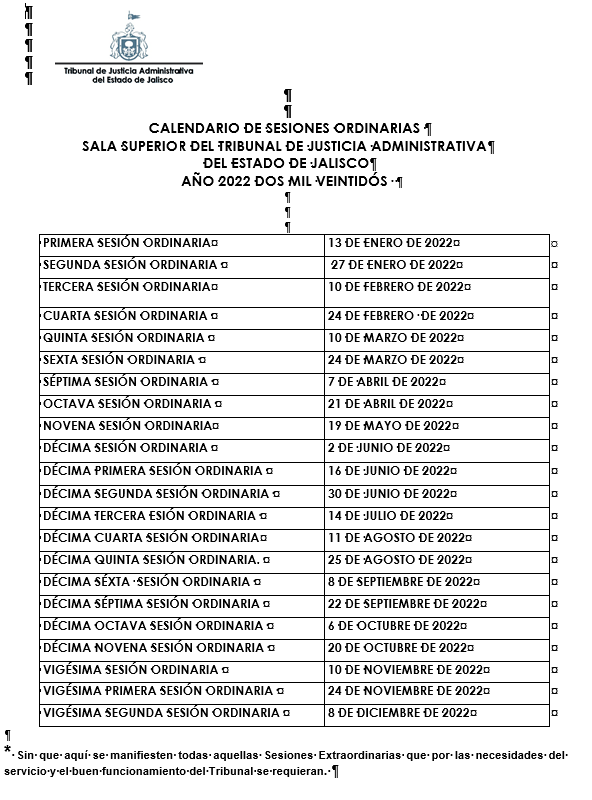 Tribunal de Justicia Administrativa
del Estado de Jalisco
CALENDARIO DE SESIONES ORDINARIAS
SALA SUPERIOR DEL TRIBUNAL DE JUSTICIA ADMINISTRATIVA
DEL ESTADO DE JALISCO
AÑO 2022 DOS MIL VEINTIDÓS
PRIMERA SESIÓN ORDINARIA 13 DE ENERO DE 2022
SEGUNDA SESIÓN ORDINARIA 27 DE ENERO DE 2022
TERCERA SESIÓN ORDINARIA 10 DE FEBRERO DE 2022
CUARTA SESIÓN ORDINARIA 24 DE FEBRERO DE 2022
QUINTA SESIÓN ORDINARIA 10 DE MARZO DE 2022
SEXTA SESIÓN ORDINARIA 24 DE MARZO DE 2022
SÉPTIMA SESIÓN ORDINARIA 7 DE ABRIL DE 2022
OCTAVA SESIÓN ORDINARIA 21 DE ABRIL DE 2022
NOVENA SESIÓN ORDINARIA 19 DE MAYO DE 2022
DÉCIMA SESIÓN ORDINARIA 2 DE JUNIO DE 2022
DÉCIMA PRIMERA SESIÓN ORDINARIA 16 DE JUNIO DE 2022
DÉCIMA SEGUNDA SESIÓN ORDINARIA 30 DE JUNIO DE 2022
DÉCIMA TERCERA ESIÓN ORDINARIA 14 DE JULIO DE 2022
DÉCIMA CUARTA SESIÓN ORDINARIA 11 DE AGOSTO DE 2022
DÉCIMA QUINTA SESIÓN ORDINARIA. 25 DE AGOSTO DE 2022
DÉCIMA SÉXTA SESIÓN ORDINARIA 8 DE SEPTIEMBRE DE 2022
DÉCIMA SÉPTIMA SESIÓN ORDINARIA 22 DE SEPTIEMBRE DE 2022
DÉCIMA OCTAVA SESIÓN ORDINARIA 6 DE OCTUBRE DE 2022
DÉCIMA NOVENA SESIÓN ORDINARIA 20 DE OCTUBRE DE 2022
VIGÉSIMA SESIÓN ORDINARIA 10 DE NOVIEMBRE DE 2022
VIGÉSIMA PRIMERA SESIÓN ORDINARIA 24 DE NOVIEMBRE DE 2022
VIGÉSIMA SEGUNDA SESIÓN ORDINARIA 8 DE DICIEMBRE DE 2022
*. Sin que aquí se manifiesten todas aquellas Sesiones Extraordinarias que por las necesidades del
servicio y el buen funcionamiento del Tribunal se requieran.